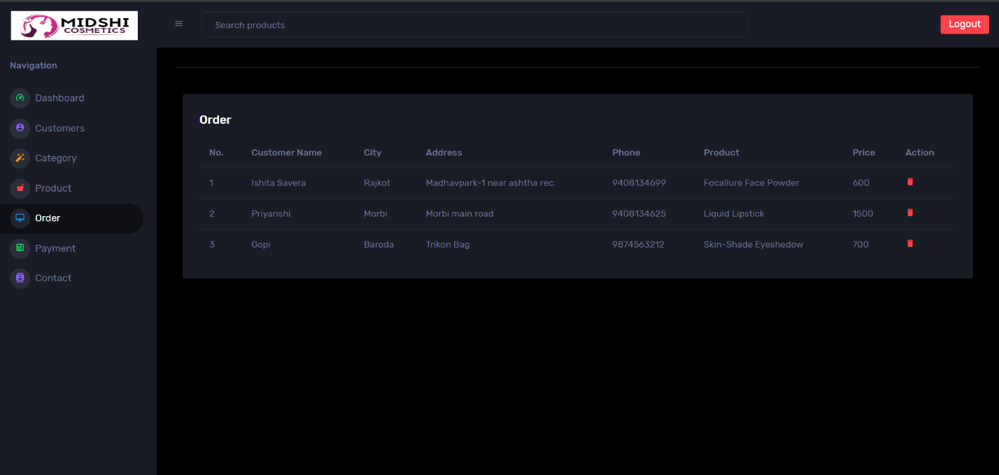 MIDSHI
COSMETICS
Search products
Logout
Navigation
Dashboard
Customers
Category
Product
Order
Payment
Contact
Order
No. Customer Name City Address Phone Product Price Action
1 Ishita Savera Rajkot Madhavpark-1 near ashtha rec. 9408134699 Focallure Face Powder 600
2 Priyanshi Morbi Morbi main road 9408134625 Liquid Lipstick 1500
3 Gopi Baroda Trikon Bag 9874563212 Skin-Shade Eyeshedow 700